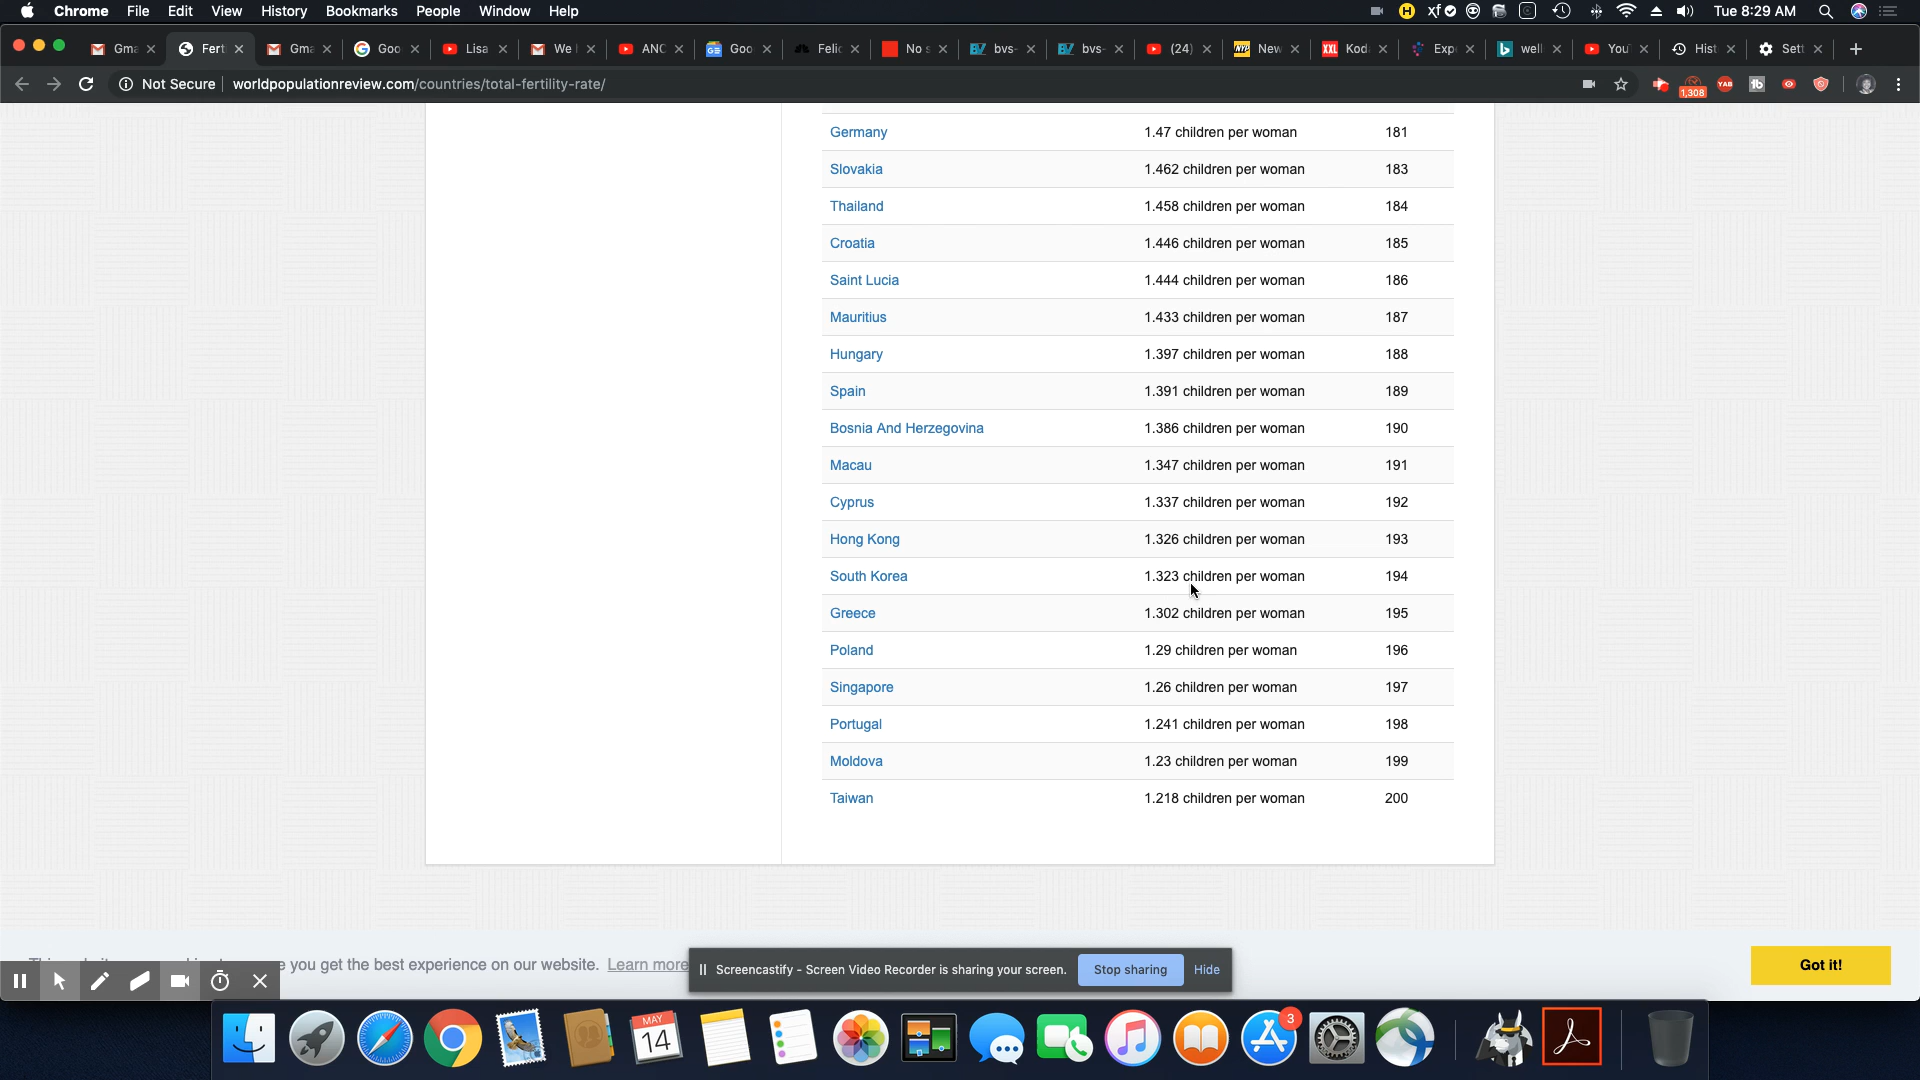 Chrome File Edit View History Bookmarks People Window Help Tue 8:29 AM
Gma Fert Gma Goo Lisa We I ANC Goo Felic No s bvs- bvs- (24) New Kod Exp well You Hist Sett
Not Secure worldpopulationreview.com/countries/total-fertility-rate/ 1,308
Germany 1.47 children per woman 181
Slovakia 1.462 children per woman 183
Thailand 1.458 children per woman 184
Croatia 1.446 children per woman 185
Saint Lucia 1.444 children per woman 186
Mauritius 1.433 children per woman 187
Hungary 1.397 children per woman 188
Spain 1.391 children per woman 189
Bosnia And Herzegovina 1.386 children per woman 190
Macau 1.347 children per woman 191
Cyprus 1.337 children per woman 192
Hong Kong 1.326 children per woman 193
South Korea 1.323 children per woman 194
Greece 1.302 children per woman 195
Poland 1.29 children per woman 196
Singapore 1.26 children per woman 197
Portugal 1.241 children per woman 198
Moldova 1.23 children per woman 199
Taiwan 1.218 children per woman 200
you get the best experience on our website. Learn more
Screencastify - Screen Video Recorder is sharing your screen. Stop sharing Hide
Got it!
MAY
14
3